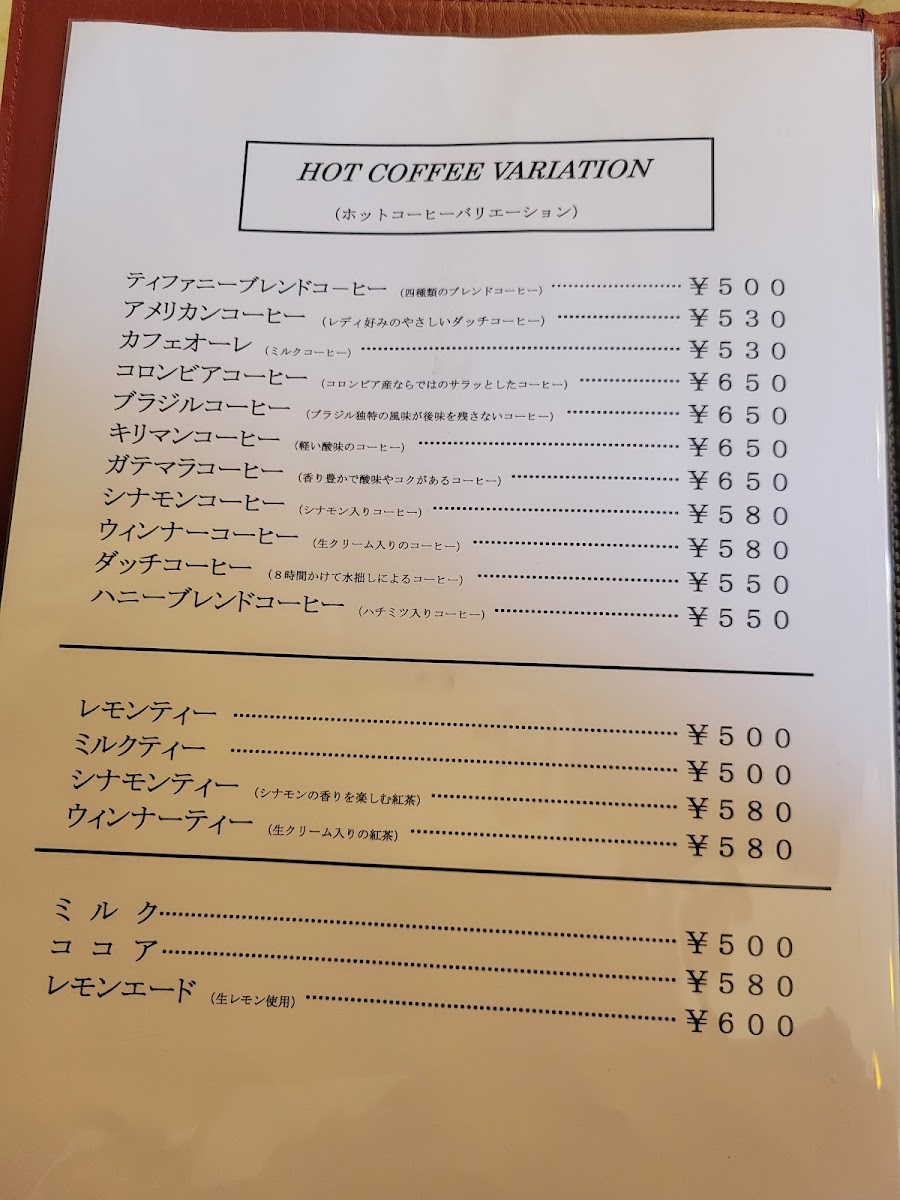 HOT COFFEE VARIATION
(ホットコーヒーバリエーション)
ティファニーブレンドコーヒー (四種類のブレンドコーヒー) ……………… ￥500
アメリカンコーヒー (レディ好みのやさしいダッチコーヒー) ……………… ￥530
カフェオーレ (ミルクコーヒー) ……………… ￥530
コロンビアコーヒー (コロンビア産ならではのサラッとしたコーヒー) ……………… ￥650
ブラジルコーヒー (ブラジル独特の風味が後味を残さないコーヒー) ……………… ￥650
キリマンコーヒー (軽い酸味のコーヒー) ……………… ￥650
ガテマラコーヒー (香り豊かで酸味やコクがあるコーヒー) ……………… ￥650
シナモンコーヒー (シナモン入りコーヒー) ……………… ￥580
ウィンナーコーヒー (生クリーム入りのコーヒー) ……………… ￥580
ダッチコーヒー (8時間かけて水拙しによるコーヒー) ……………… ￥550
ハニーブレンドコーヒー (ハチミツ入りコーヒー) ……………… ￥550
レモンティー ……………… ￥500
ミルクティー ……………… ￥500
シナモンティー (シナモンの香りを楽しむ紅茶) ……………… ￥580
ウィンナーティー (生クリーム入りの紅茶) ……………… ￥580
ミルク ……………… ￥500
ココア ……………… ￥580
レモンエード (生レモン使用) ……………… ￥600